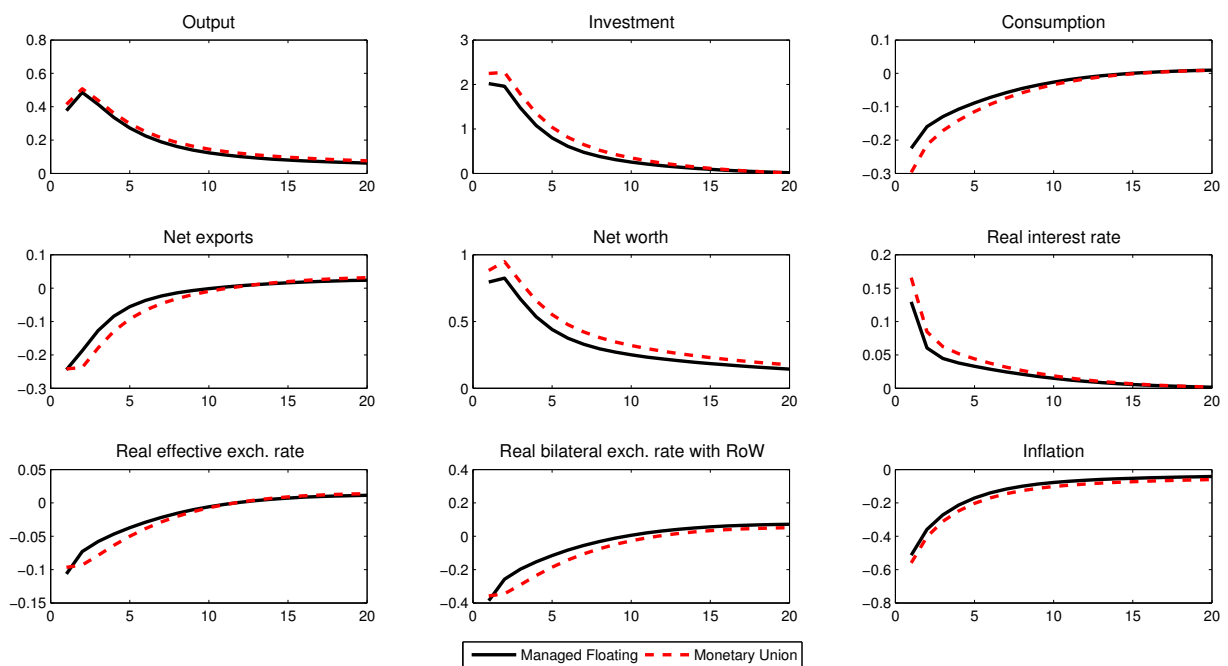 Output Investment Consumption
0.8 3 0.1
0.6 2 0
0.4 −0.1
0.2 1 −0.2
0 0 −0.3
0 5 10 15 20 0 5 10 15 20 0 5 10 15 20
Net exports Net worth Real interest rate
0.1 1 0.2
0 0.15
−0.1 0.5 0.1
−0.2 0.05
−0.3 0 0
0 5 10 15 20 0 5 10 15 20 0 5 10 15 20
Real effective exch. rate Real bilateral exch. rate with RoW Inflation
0.05 0.4 0
0 0.2 −0.2
−0.05 0 −0.4
−0.1 −0.2 −0.6
−0.15 −0.4 −0.8
0 5 10 15 20 0 5 10 15 20 0 5 10 15 20
Managed Floating Monetary Union